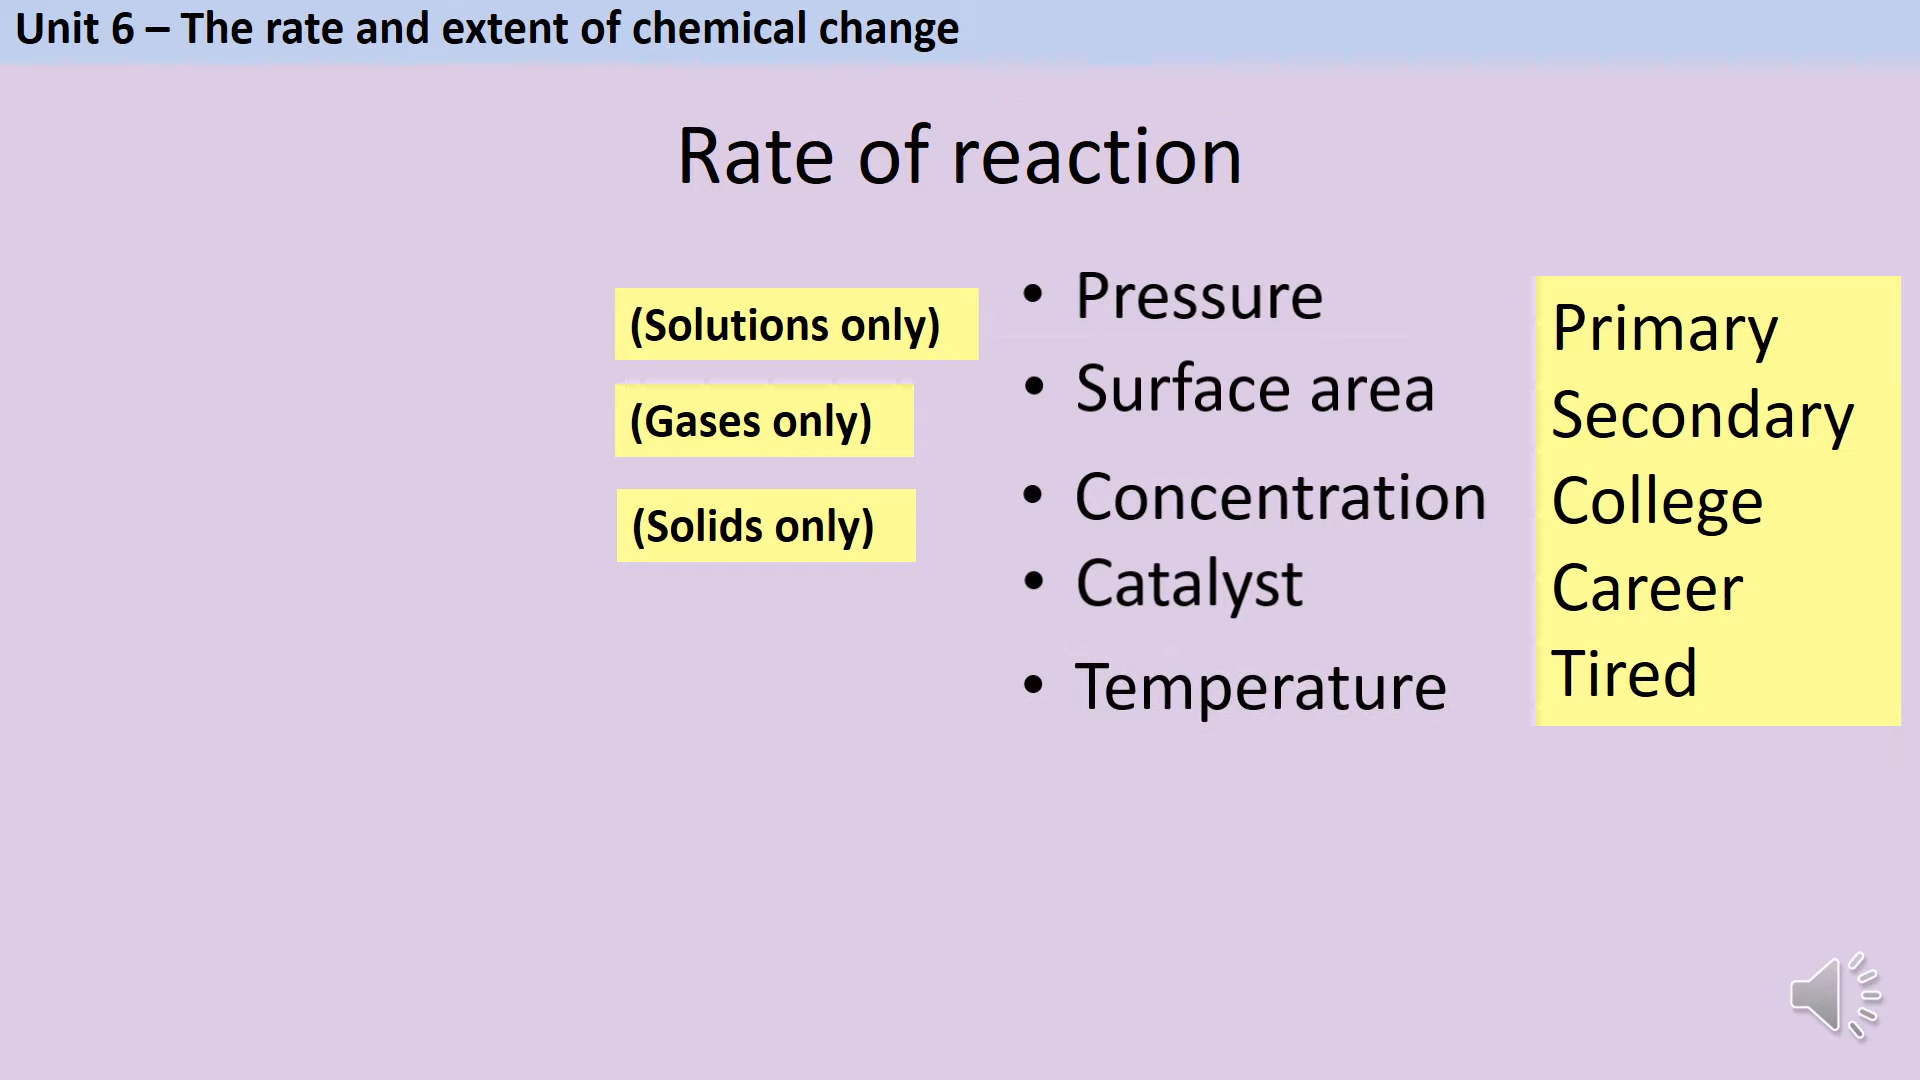 Unit 6 – The rate and extent of chemical change
Rate of reaction
(Solutions only)
(Gases only)
(Solids only)
• Pressure
• Surface area
• Concentration
• Catalyst
• Temperature
Primary
Secondary
College
Career
Tired